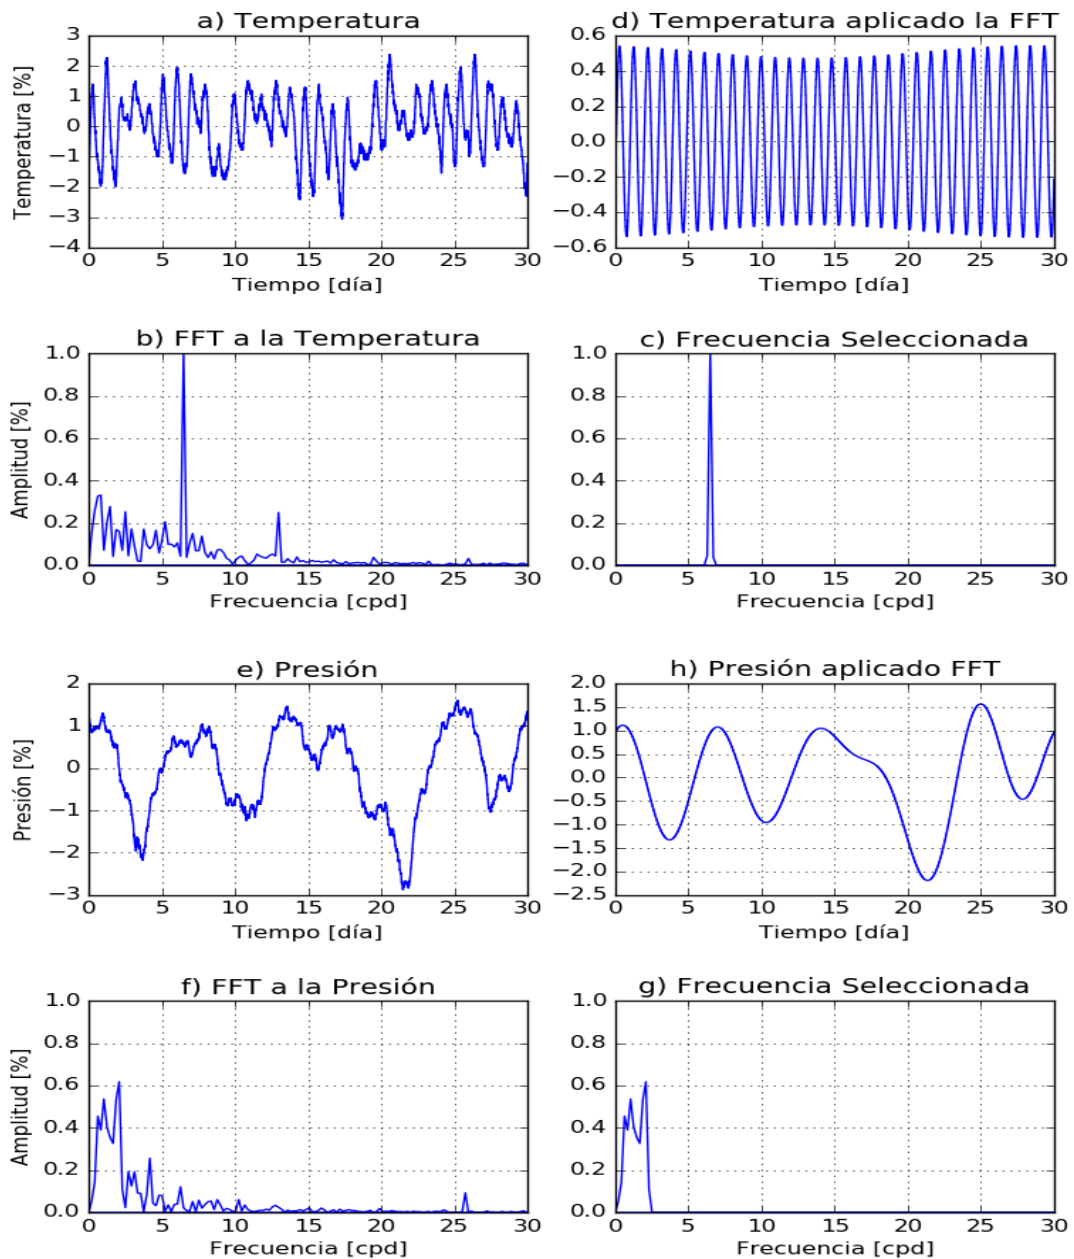 a) Temperatura
Temperatura [%]
3
2
1
0
−1
−2
−3
−4
0 5 10 15 20 25 30
Tiempo [día]
d) Temperatura aplicado la FFT
0.6
0.4
0.2
0.0
−0.2
−0.4
−0.6
0 5 10 15 20 25 30
Tiempo [día]
b) FFT a la Temperatura
Amplitud [%]
1.0
0.8
0.6
0.4
0.2
0.0
0 5 10 15 20 25 30
Frecuencia [cpd]
c) Frecuencia Seleccionada
1.0
0.8
0.6
0.4
0.2
0.0
0 5 10 15 20 25 30
Frecuencia [cpd]
e) Presión
Presión [%]
2
1
0
−1
−2
−3
0 5 10 15 20 25 30
Tiempo [día]
h) Presión aplicado FFT
2.0
1.5
1.0
0.5
0.0
−0.5
−1.0
−1.5
−2.0
−2.5
0 5 10 15 20 25 30
Tiempo [día]
f) FFT a la Presión
Amplitud [%]
1.0
0.8
0.6
0.4
0.2
0.0
0 5 10 15 20 25 30
Frecuencia [cpd]
g) Frecuencia Seleccionada
1.0
0.8
0.6
0.4
0.2
0.0
0 5 10 15 20 25 30
Frecuencia [cpd]